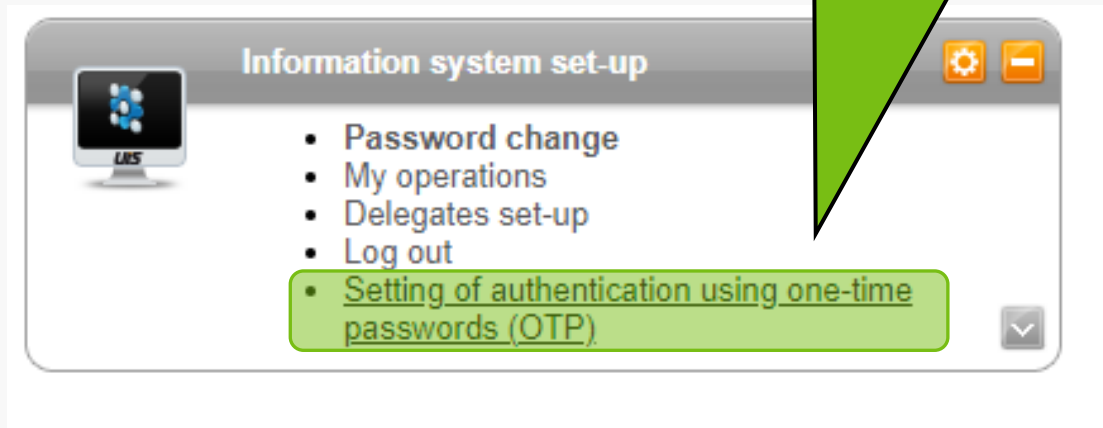 Information system set-up
UIS
Password change
My operations
Delegates set-up
Log out
Setting of authentication using one-time
passwords (OTP)